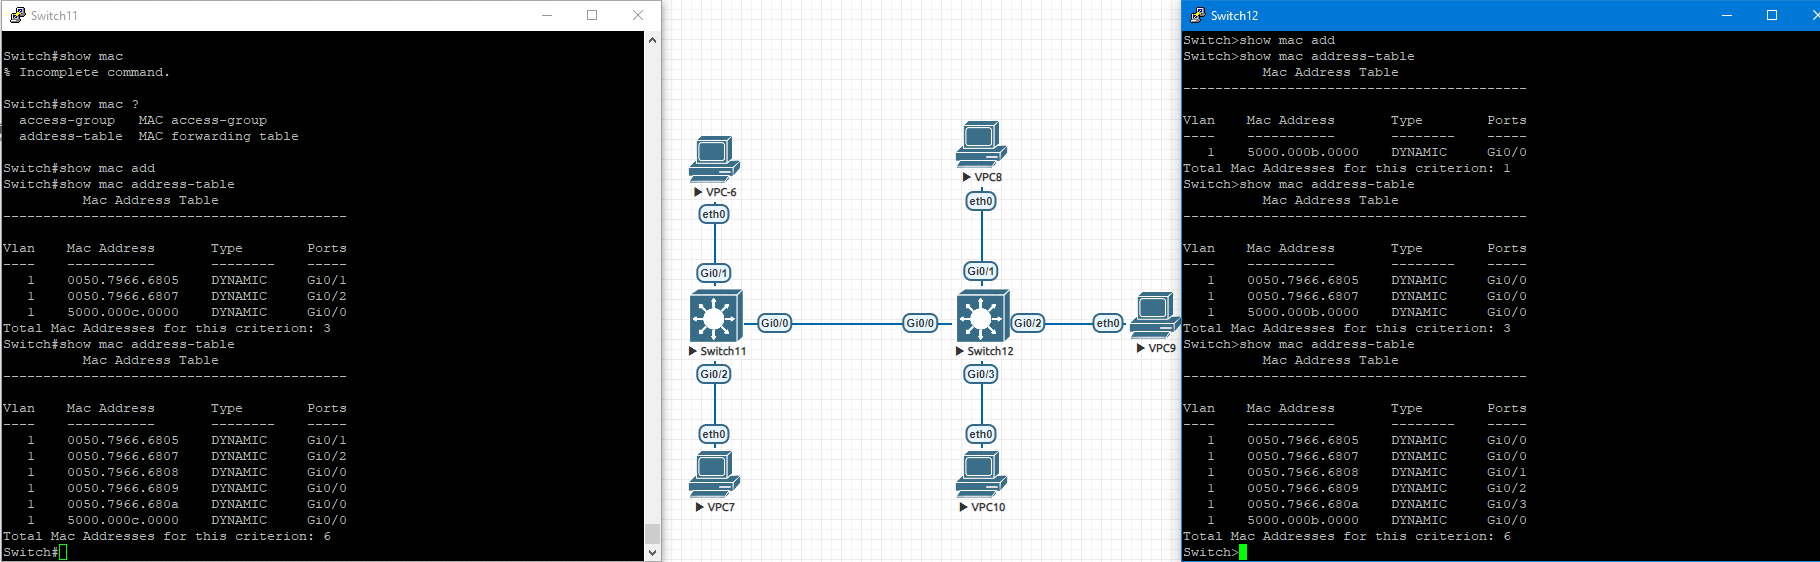 Switch11
Switch#show mac
% Incomplete command.
Switch#show mac ?
  access-group   MAC access-group
  address-table  MAC forwarding table
Switch#show mac add
Switch#show mac address-table
          Mac Address Table
-------------------------------------------
Vlan    Mac Address       Type        Ports
----    -----------       --------    -----
   1    0050.7966.6805    DYNAMIC     Gi0/1
   1    0050.7966.6807    DYNAMIC     Gi0/2
   1    5000.000c.0000    DYNAMIC     Gi0/0
Total Mac Addresses for this criterion: 3
Switch#show mac address-table
          Mac Address Table
-------------------------------------------
Vlan    Mac Address       Type        Ports
----    -----------       --------    -----
   1    0050.7966.6805    DYNAMIC     Gi0/1
   1    0050.7966.6807    DYNAMIC     Gi0/2
   1    0050.7966.6808    DYNAMIC     Gi0/0
   1    0050.7966.6809    DYNAMIC     Gi0/0
   1    0050.7966.680a    DYNAMIC     Gi0/0
   1    5000.000c.0000    DYNAMIC     Gi0/0
Total Mac Addresses for this criterion: 6
Switch#
VPC-6
eth0
Gi0/1
Switch11
Gi0/0
Gi0/2
eth0
VPC7
VPC8
eth0
Gi0/1
Gi0/0
Switch12
Gi0/2
eth0
VPC9
Gi0/3
eth0
VPC10
Switch12
Switch>show mac add
Switch>show mac address-table
          Mac Address Table
-------------------------------------------
Vlan    Mac Address       Type        Ports
----    -----------       --------    -----
   1    5000.000b.0000    DYNAMIC     Gi0/0
Total Mac Addresses for this criterion: 1
Switch>show mac address-table
          Mac Address Table
-------------------------------------------
Vlan    Mac Address       Type        Ports
----    -----------       --------    -----
   1    0050.7966.6805    DYNAMIC     Gi0/0
   1    0050.7966.6807    DYNAMIC     Gi0/0
   1    5000.000b.0000    DYNAMIC     Gi0/0
Total Mac Addresses for this criterion: 3
Switch>show mac address-table
          Mac Address Table
-------------------------------------------
Vlan    Mac Address       Type        Ports
----    -----------       --------    -----
   1    0050.7966.6805    DYNAMIC     Gi0/0
   1    0050.7966.6807    DYNAMIC     Gi0/0
   1    0050.7966.6808    DYNAMIC     Gi0/1
   1    0050.7966.6809    DYNAMIC     Gi0/2
   1    0050.7966.680a    DYNAMIC     Gi0/3
   1    5000.000b.0000    DYNAMIC     Gi0/0
Total Mac Addresses for this criterion: 6
Switch>